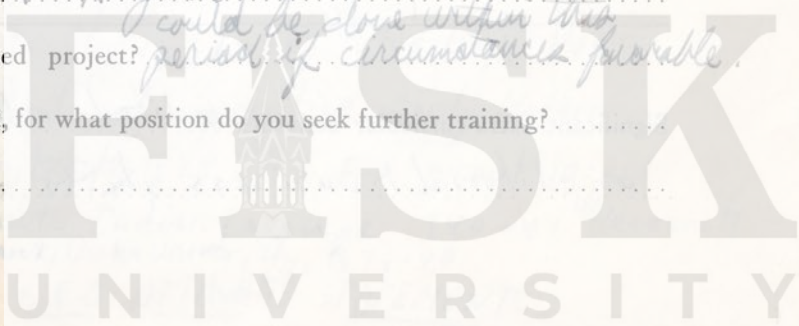 could be done within this
ed project? period if circumstances favorable.
, for what position do you seek further training?
FISK
UNIVERSITY